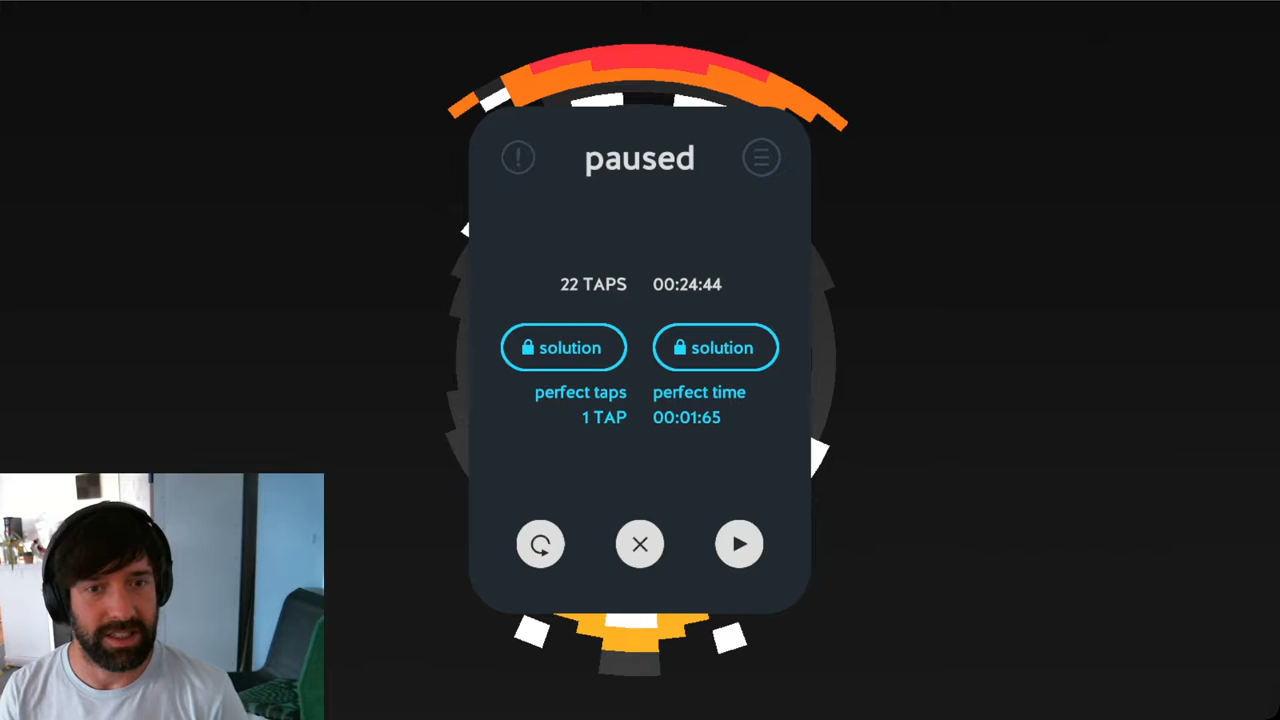 paused
22 TAPS 00:24:44
solution solution
perfect taps perfect time
1 TAP 00:01:65